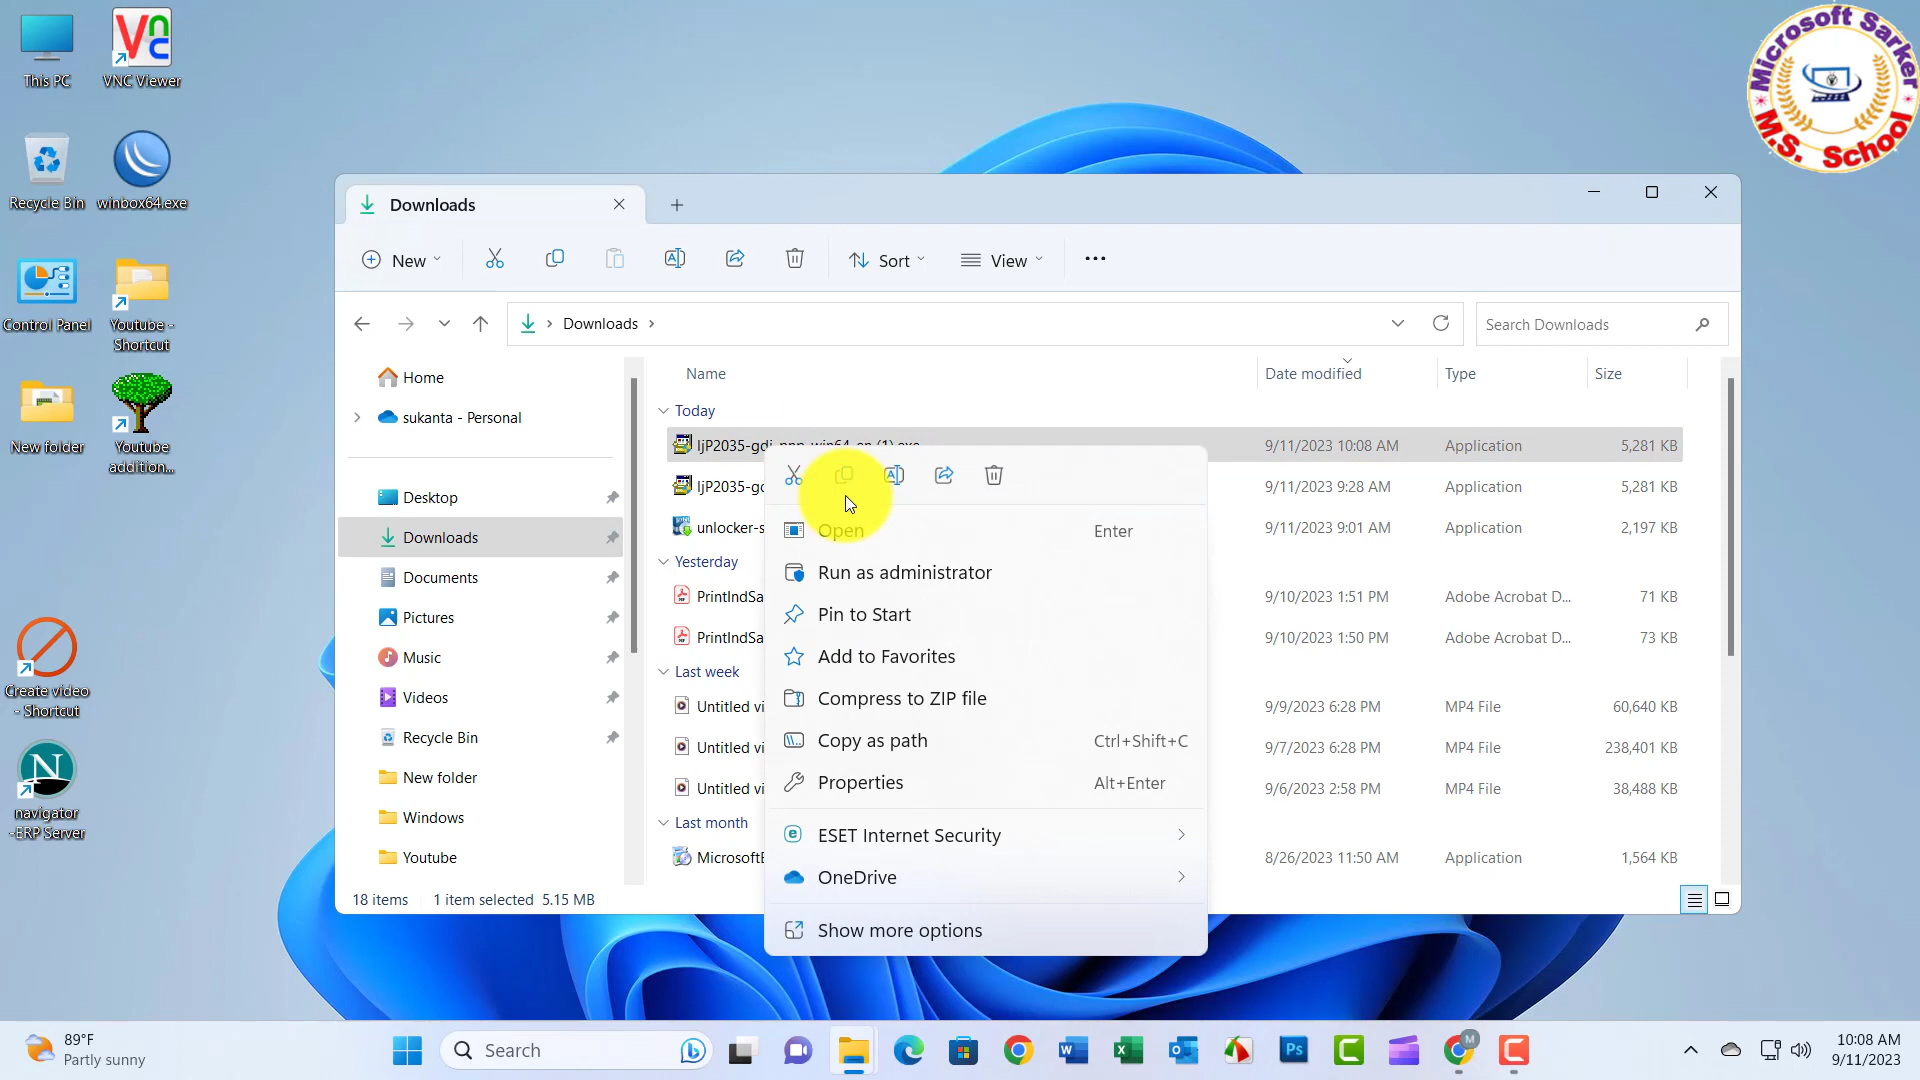 This PC
VNC Viewer
Recycle Bin
winbox64.exe
Control Panel
Youtube -
Shortcut
New folder
Youtube
addition...
Create video
- Shortcut
navigator
-ERP Server
Microsoft Sarker
M.S. School
Downloads
New
Sort
View
Downloads
Search Downloads
Home
sukanta - Personal
Desktop
Downloads
Documents
Pictures
Music
Videos
Recycle Bin
New folder
Windows
Youtube
Name
Date modified
Type
Size
Today
ljP2035-gdi-pnp-win64-en (1).exe 9/11/2023 10:08 AM Application 5,281 KB
ljP2035-gd 9/11/2023 9:28 AM Application 5,281 KB
unlocker-s 9/11/2023 9:01 AM Application 2,197 KB
Yesterday
PrintIndSa 9/10/2023 1:51 PM Adobe Acrobat D... 71 KB
PrintIndSa 9/10/2023 1:50 PM Adobe Acrobat D... 73 KB
Last week
Untitled vi 9/9/2023 6:28 PM MP4 File 60,640 KB
Untitled vi 9/7/2023 6:28 PM MP4 File 238,401 KB
Untitled vi 9/6/2023 2:58 PM MP4 File 38,488 KB
Last month
MicrosoftE 8/26/2023 11:50 AM Application 1,564 KB
Open Enter
Run as administrator
Pin to Start
Add to Favorites
Compress to ZIP file
Copy as path Ctrl+Shift+C
Properties Alt+Enter
ESET Internet Security
OneDrive
Show more options
18 items 1 item selected 5.15 MB
89°F
Partly sunny
Search
10:08 AM
9/11/2023